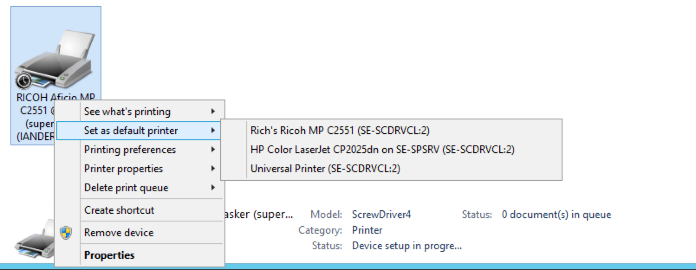 RICOH Aficio MP
C2551 (
(super
(IANDER
See what's printing
Set as default printer
Printing preferences
Printer properties
Delete print queue
Create shortcut
Remove device
Properties
Rich's Ricoh MP C2551 (SE-SCDRVCL:2)
HP Color LaserJet CP2025dn on SE-SPSRV (SE-SCDRVCL:2)
Universal Printer (SE-SCDRVCL:2)
asker (super... Model: ScrewDriver4 Status: 0 document(s) in queue
Category: Printer
Status: Device setup in progre...